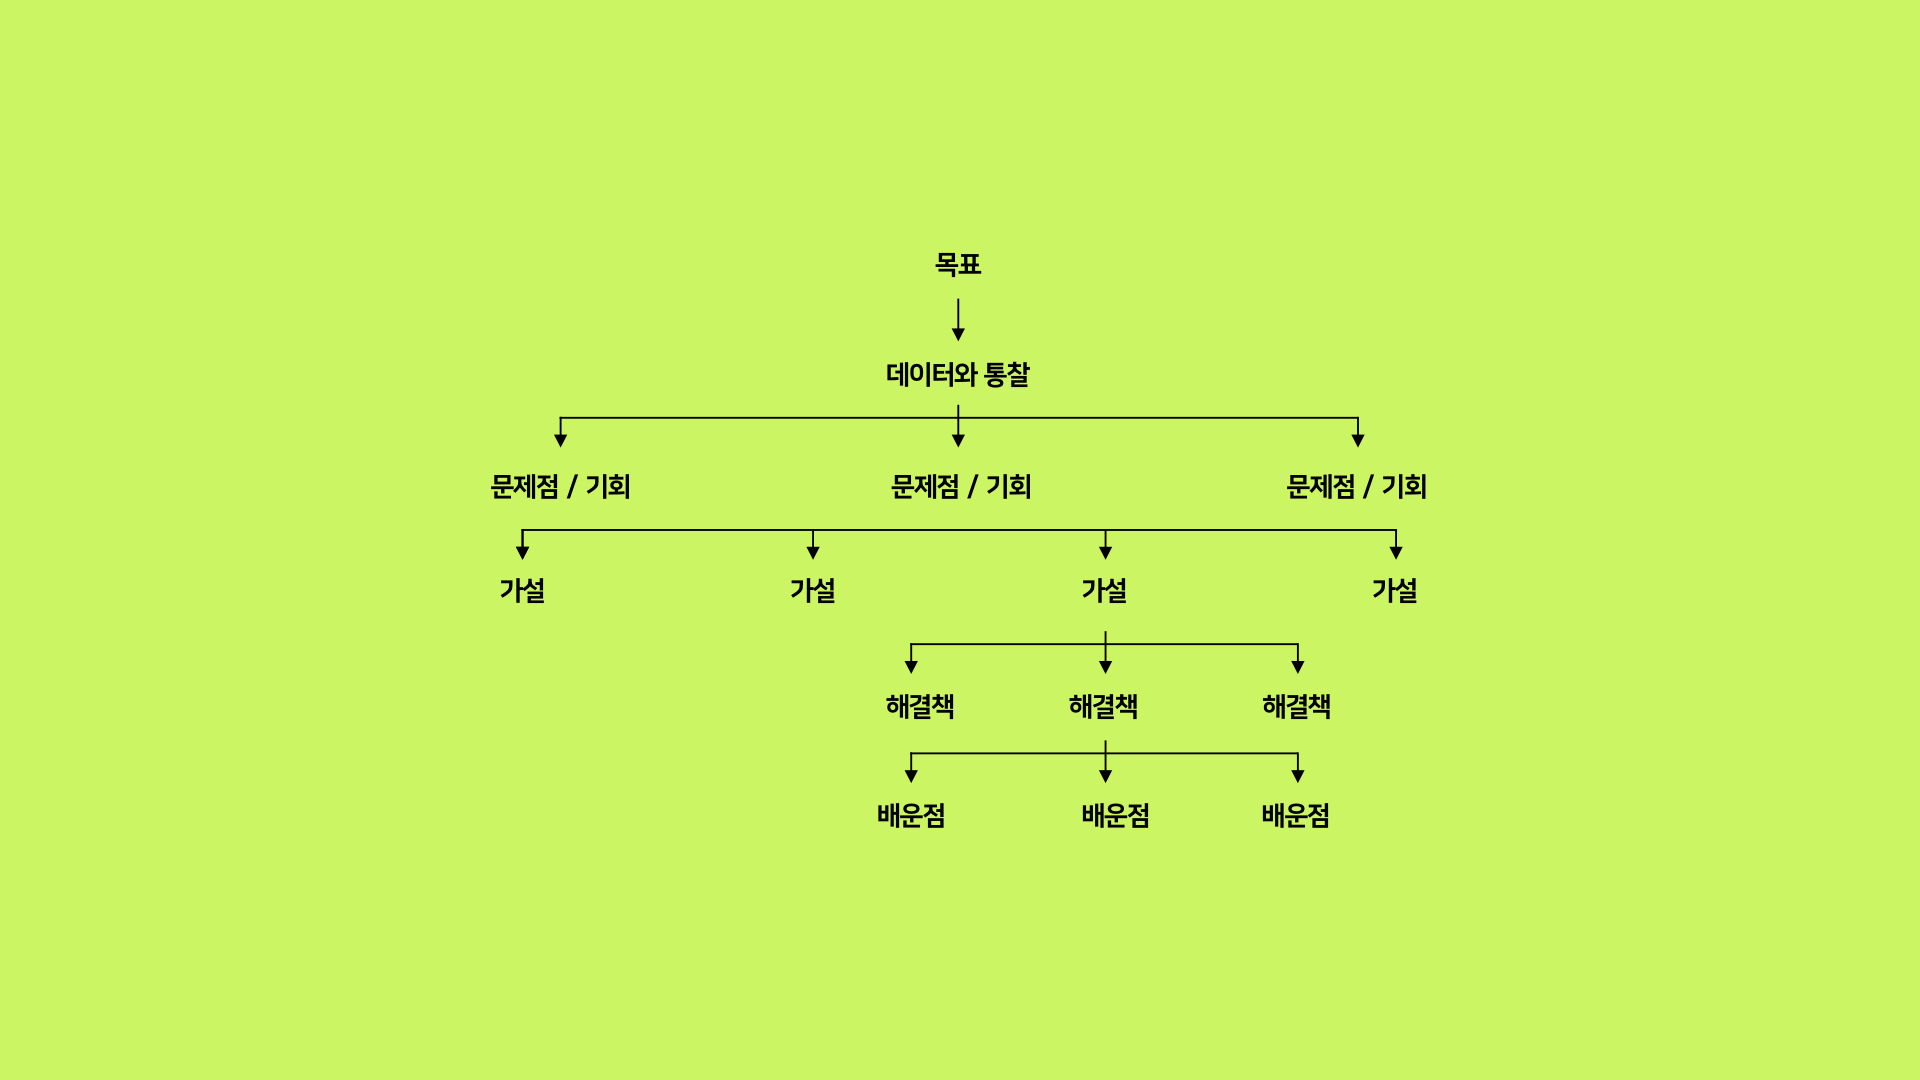 목표
데이터와 통찰
문제점 / 기회 문제점 / 기회 문제점 / 기회
가설 가설 가설 가설
해결책 해결책 해결책
배운점 배운점 배운점